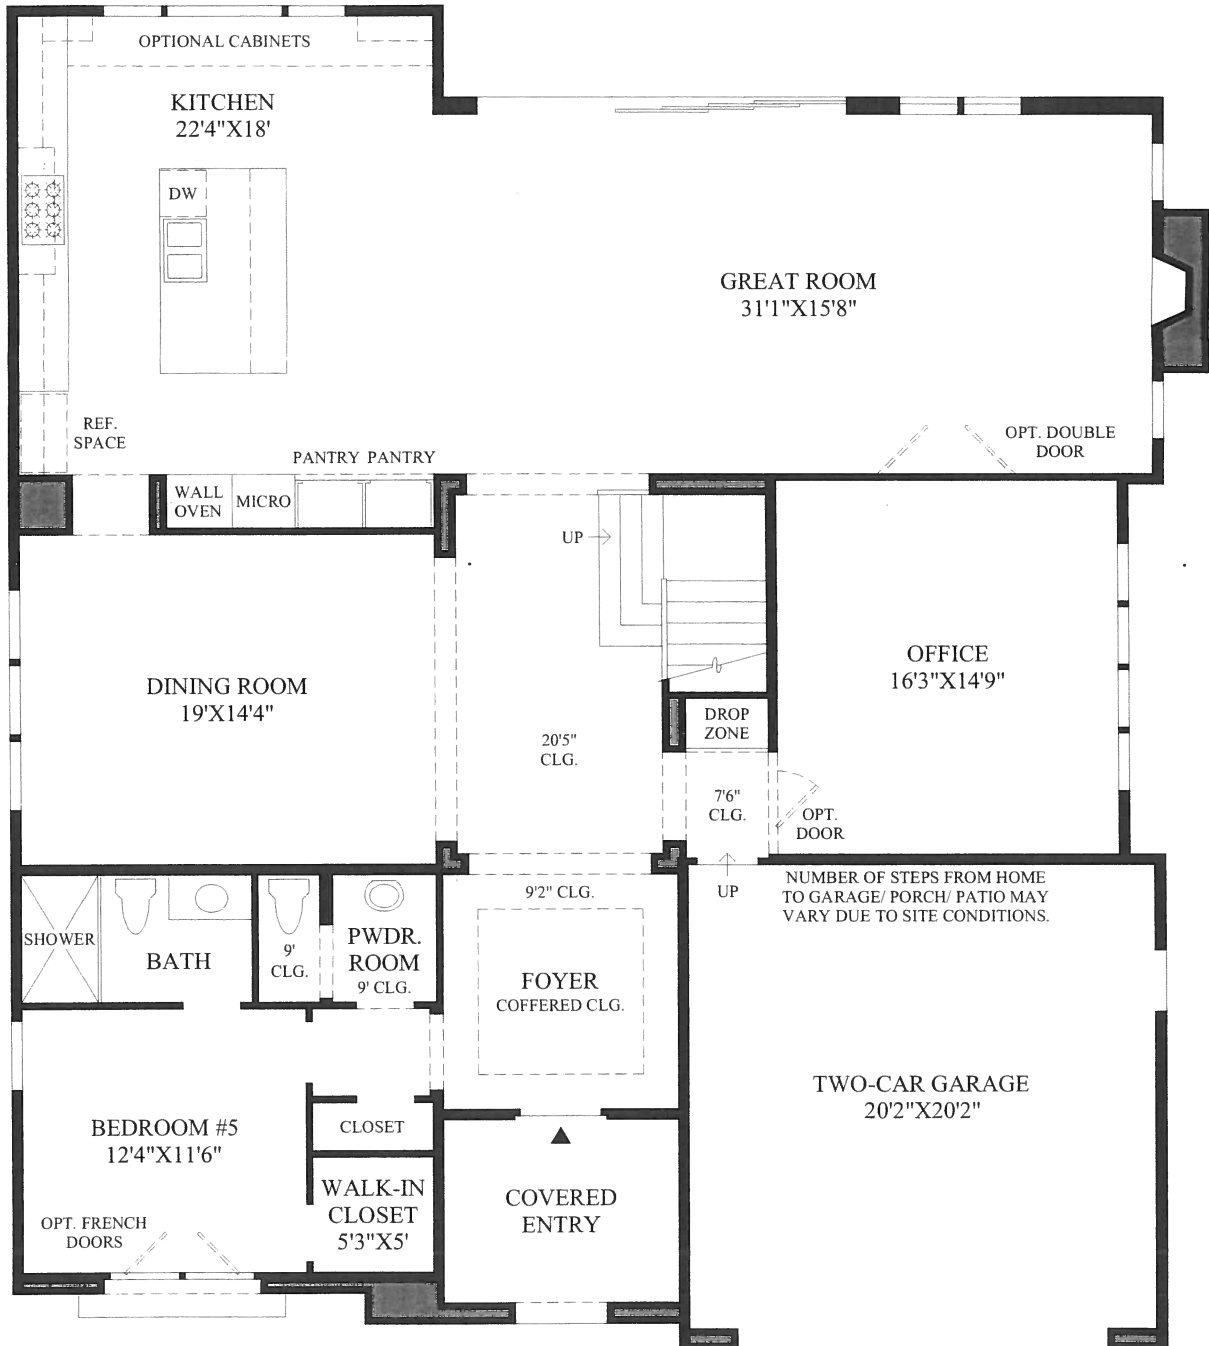 OPTIONAL CABINETS
KITCHEN
22'4"X18'
DW
GREAT ROOM
31'1"X15'8"
REF.
SPACE
OPT. DOUBLE
DOOR
PANTRY PANTRY
WALL
OVEN
MICRO
UP
DINING ROOM
19'X14'4"
OFFICE
16'3"X14'9"
DROP
ZONE
20'5"
CLG.
7'6"
CLG.
OPT.
DOOR
UP
NUMBER OF STEPS FROM HOME
TO GARAGE/ PORCH/ PATIO MAY
VARY DUE TO SITE CONDITIONS.
9'2" CLG.
SHOWER
BATH
9'
CLG.
PWDR.
ROOM
9' CLG.
FOYER
COFFERED CLG.
TWO-CAR GARAGE
20'2"X20'2"
BEDROOM #5
12'4"X11'6"
CLOSET
WALK-IN
CLOSET
5'3"X5'
COVERED
ENTRY
OPT. FRENCH
DOORS